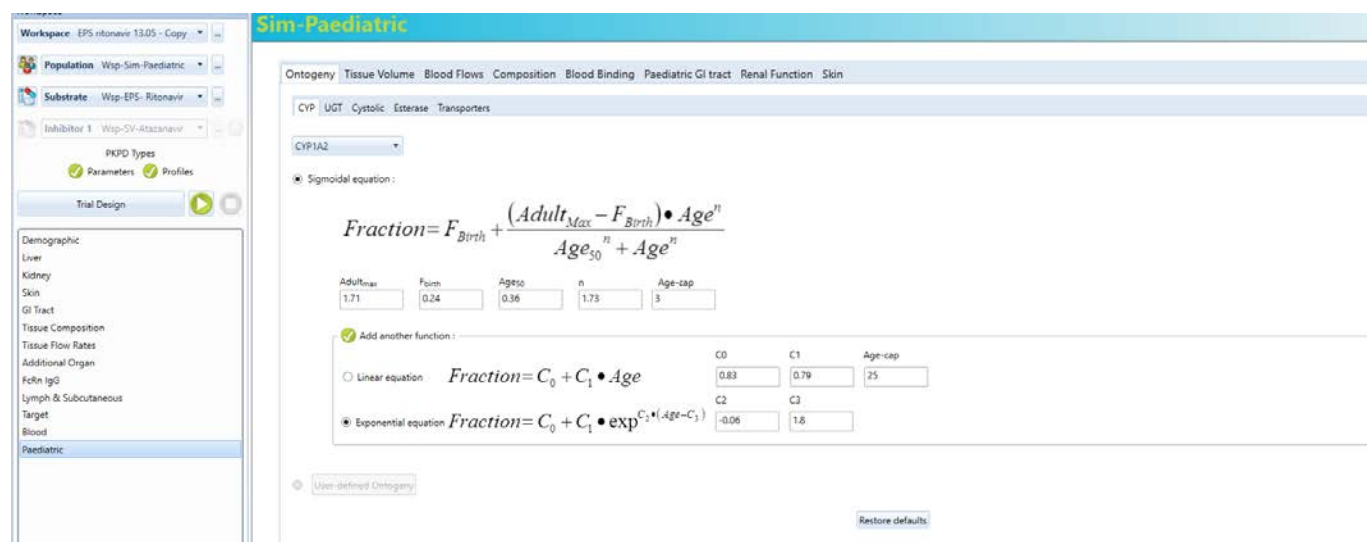 Sim-Paediatric
Workspace EPS ritonavir 13.05 - Copy ...
Population Wsp-Sim-Paediatric ...
Substrate Wsp-EPS- Ritonavir ...
Inhibitor 1 Wsp-SV-Atazanavir
PKPD Types
Parameters Profiles
Trial Design
Demographic
Liver
Kidney
Skin
GI Tract
Tissue Composition
Tissue Flow Rates
Additional Organ
FcRn IgG
Lymph & Subcutaneous
Target
Blood
Paediatric
Ontogeny Tissue Volume Blood Flows Composition Blood Binding Paediatric GI tract Renal Function Skin
CYP UGT Cystolic Esterase Transporters
CYP1A2
Sigmoidal equation :
Fraction = F_Birth + (Adult_Max − F_Birth) • Age^n / Age_50^n + Age^n
Adultmax Fbirth Age50 n Age-cap
1.71 0.24 0.36 1.73 3
Add another function :
C0 C1 Age-cap
Linear equation Fraction = C_0 + C_1 • Age 0.83 0.79 25
C2 C3
Exponential equation Fraction = C_0 + C_1 • exp^C_2•(Age−C_3) -0.06 1.8
User-defined Ontogeny
Restore defaults